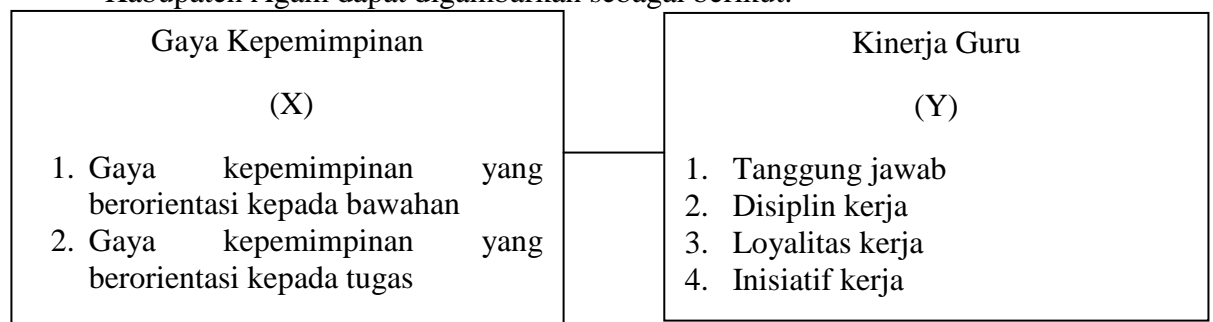 Kabupaten Agam dapat digambarkan sebagai berikut:
Gaya Kepemimpinan
(X)
1. Gaya kepemimpinan yang
berorientasi kepada bawahan
2. Gaya kepemimpinan yang
berorientasi kepada tugas
Kinerja Guru
(Y)
1. Tanggung jawab
2. Disiplin kerja
3. Loyalitas kerja
4. Inisiatif kerja